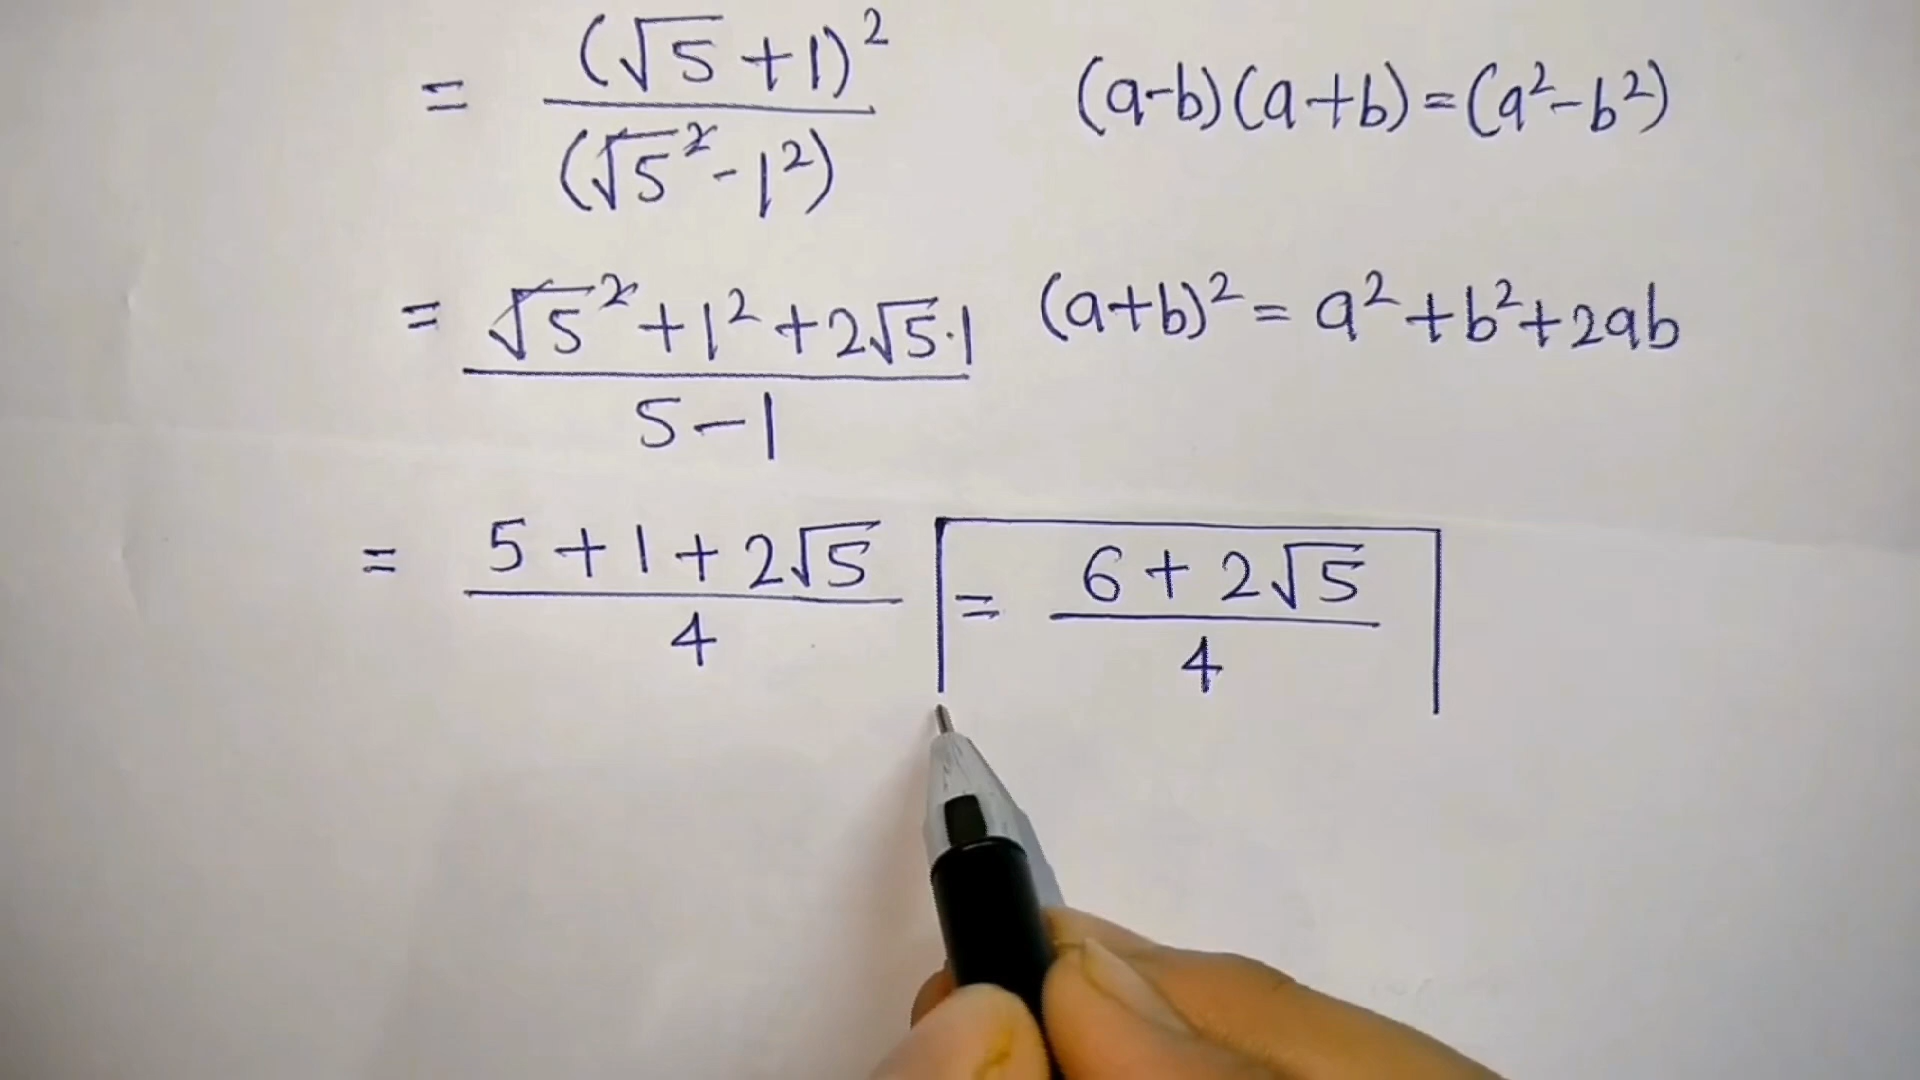 = (√5 + 1)² / (√5² - 1²)
(a-b)(a+b) = (a² - b²)
= √5² + 1² + 2√5·1 / 5 - 1
(a+b)² = a² + b² + 2ab
= 5 + 1 + 2√5 / 4 = 6 + 2√5 / 4